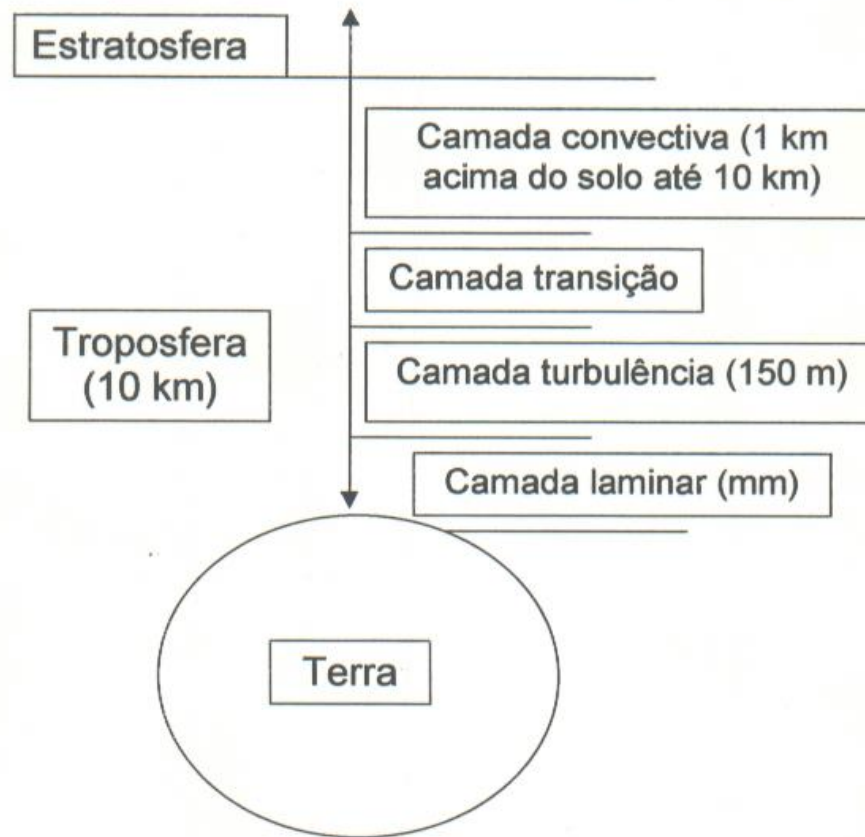 Estratosfera
Camada convectiva (1 km
acima do solo até 10 km)
Camada transição
Troposfera
(10 km)
Camada turbulência (150 m)
Camada laminar (mm)
Terra